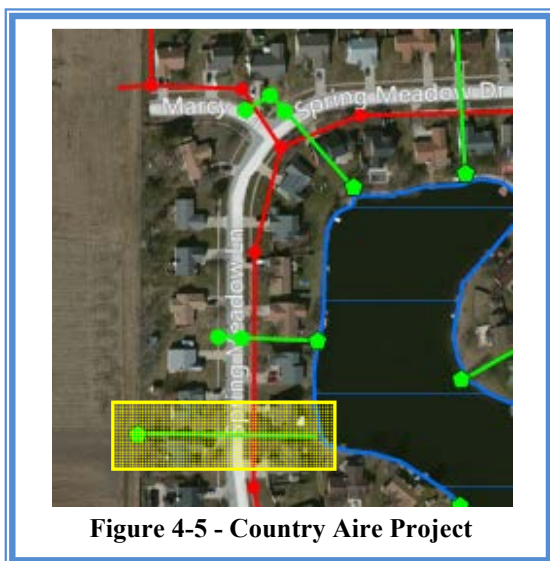 Marcy
Spring Meadow Dr
Spring Meadow Ln
Figure 4-5 - Country Aire Project